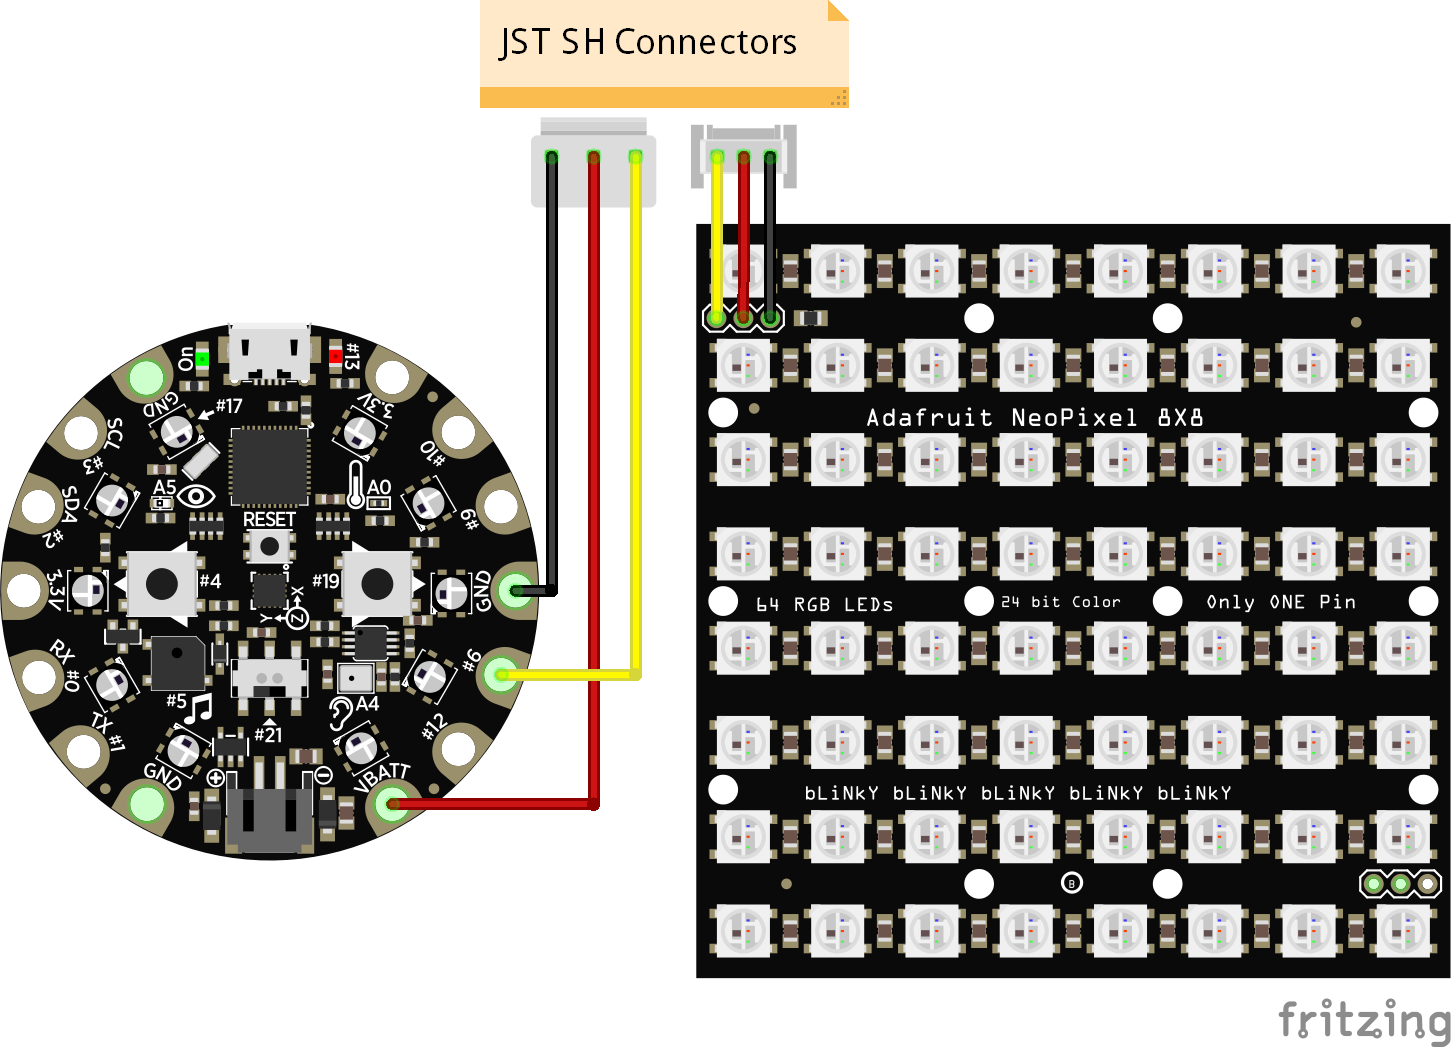 JST SH Connectors
On
#13
GND
#17
3.3V
SCL
#3
#10
A5
A0
SDA
#2
RESET
#9
3.3V
#4
#19
GND
X
Y
Z
RX
#0
#6
#5
A4
TX
#1
#21
#12
GND
+
-
VBATT
Adafruit NeoPixel 8X8
64 RGB LEDs
24 bit Color
Only ONE Pin
bLiNkY bLiNkY bLiNkY bLiNkY bLiNkY
B
fritzing